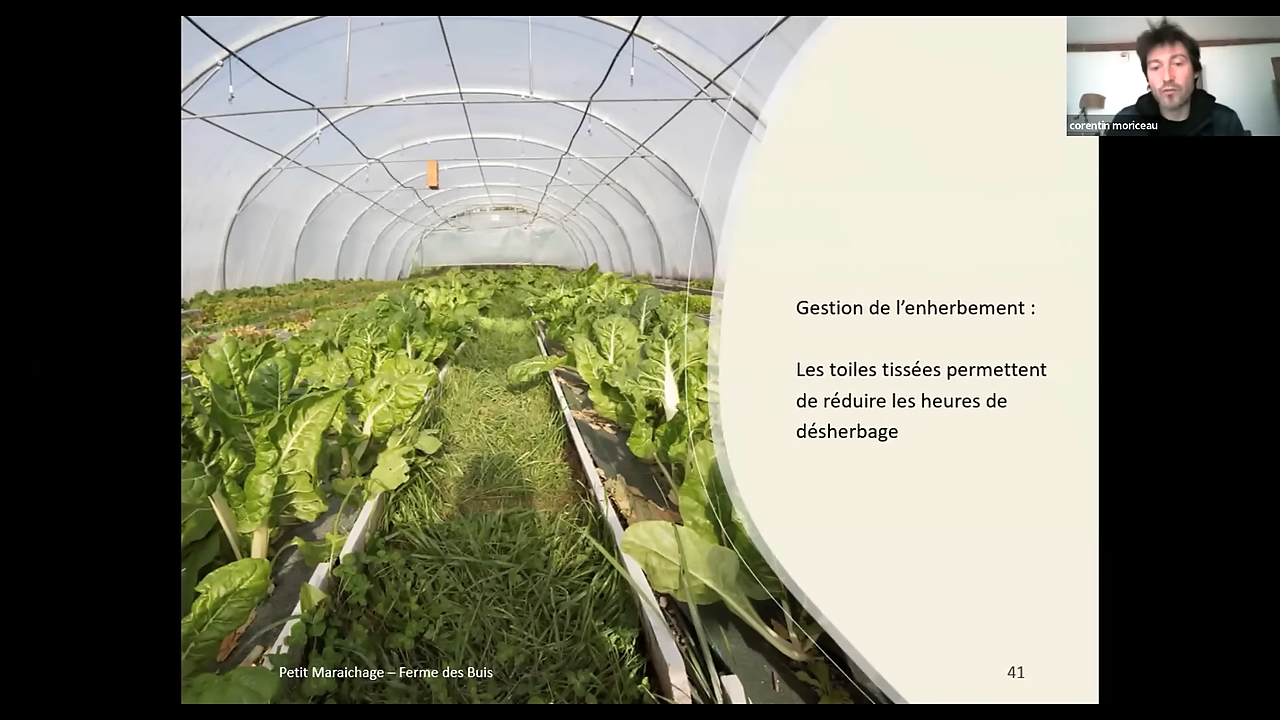 corentin moriceau
Gestion de l’enherbement :
Les toiles tissées permettent
de réduire les heures de
désherbage
Petit Maraichage – Ferme des Buis
41